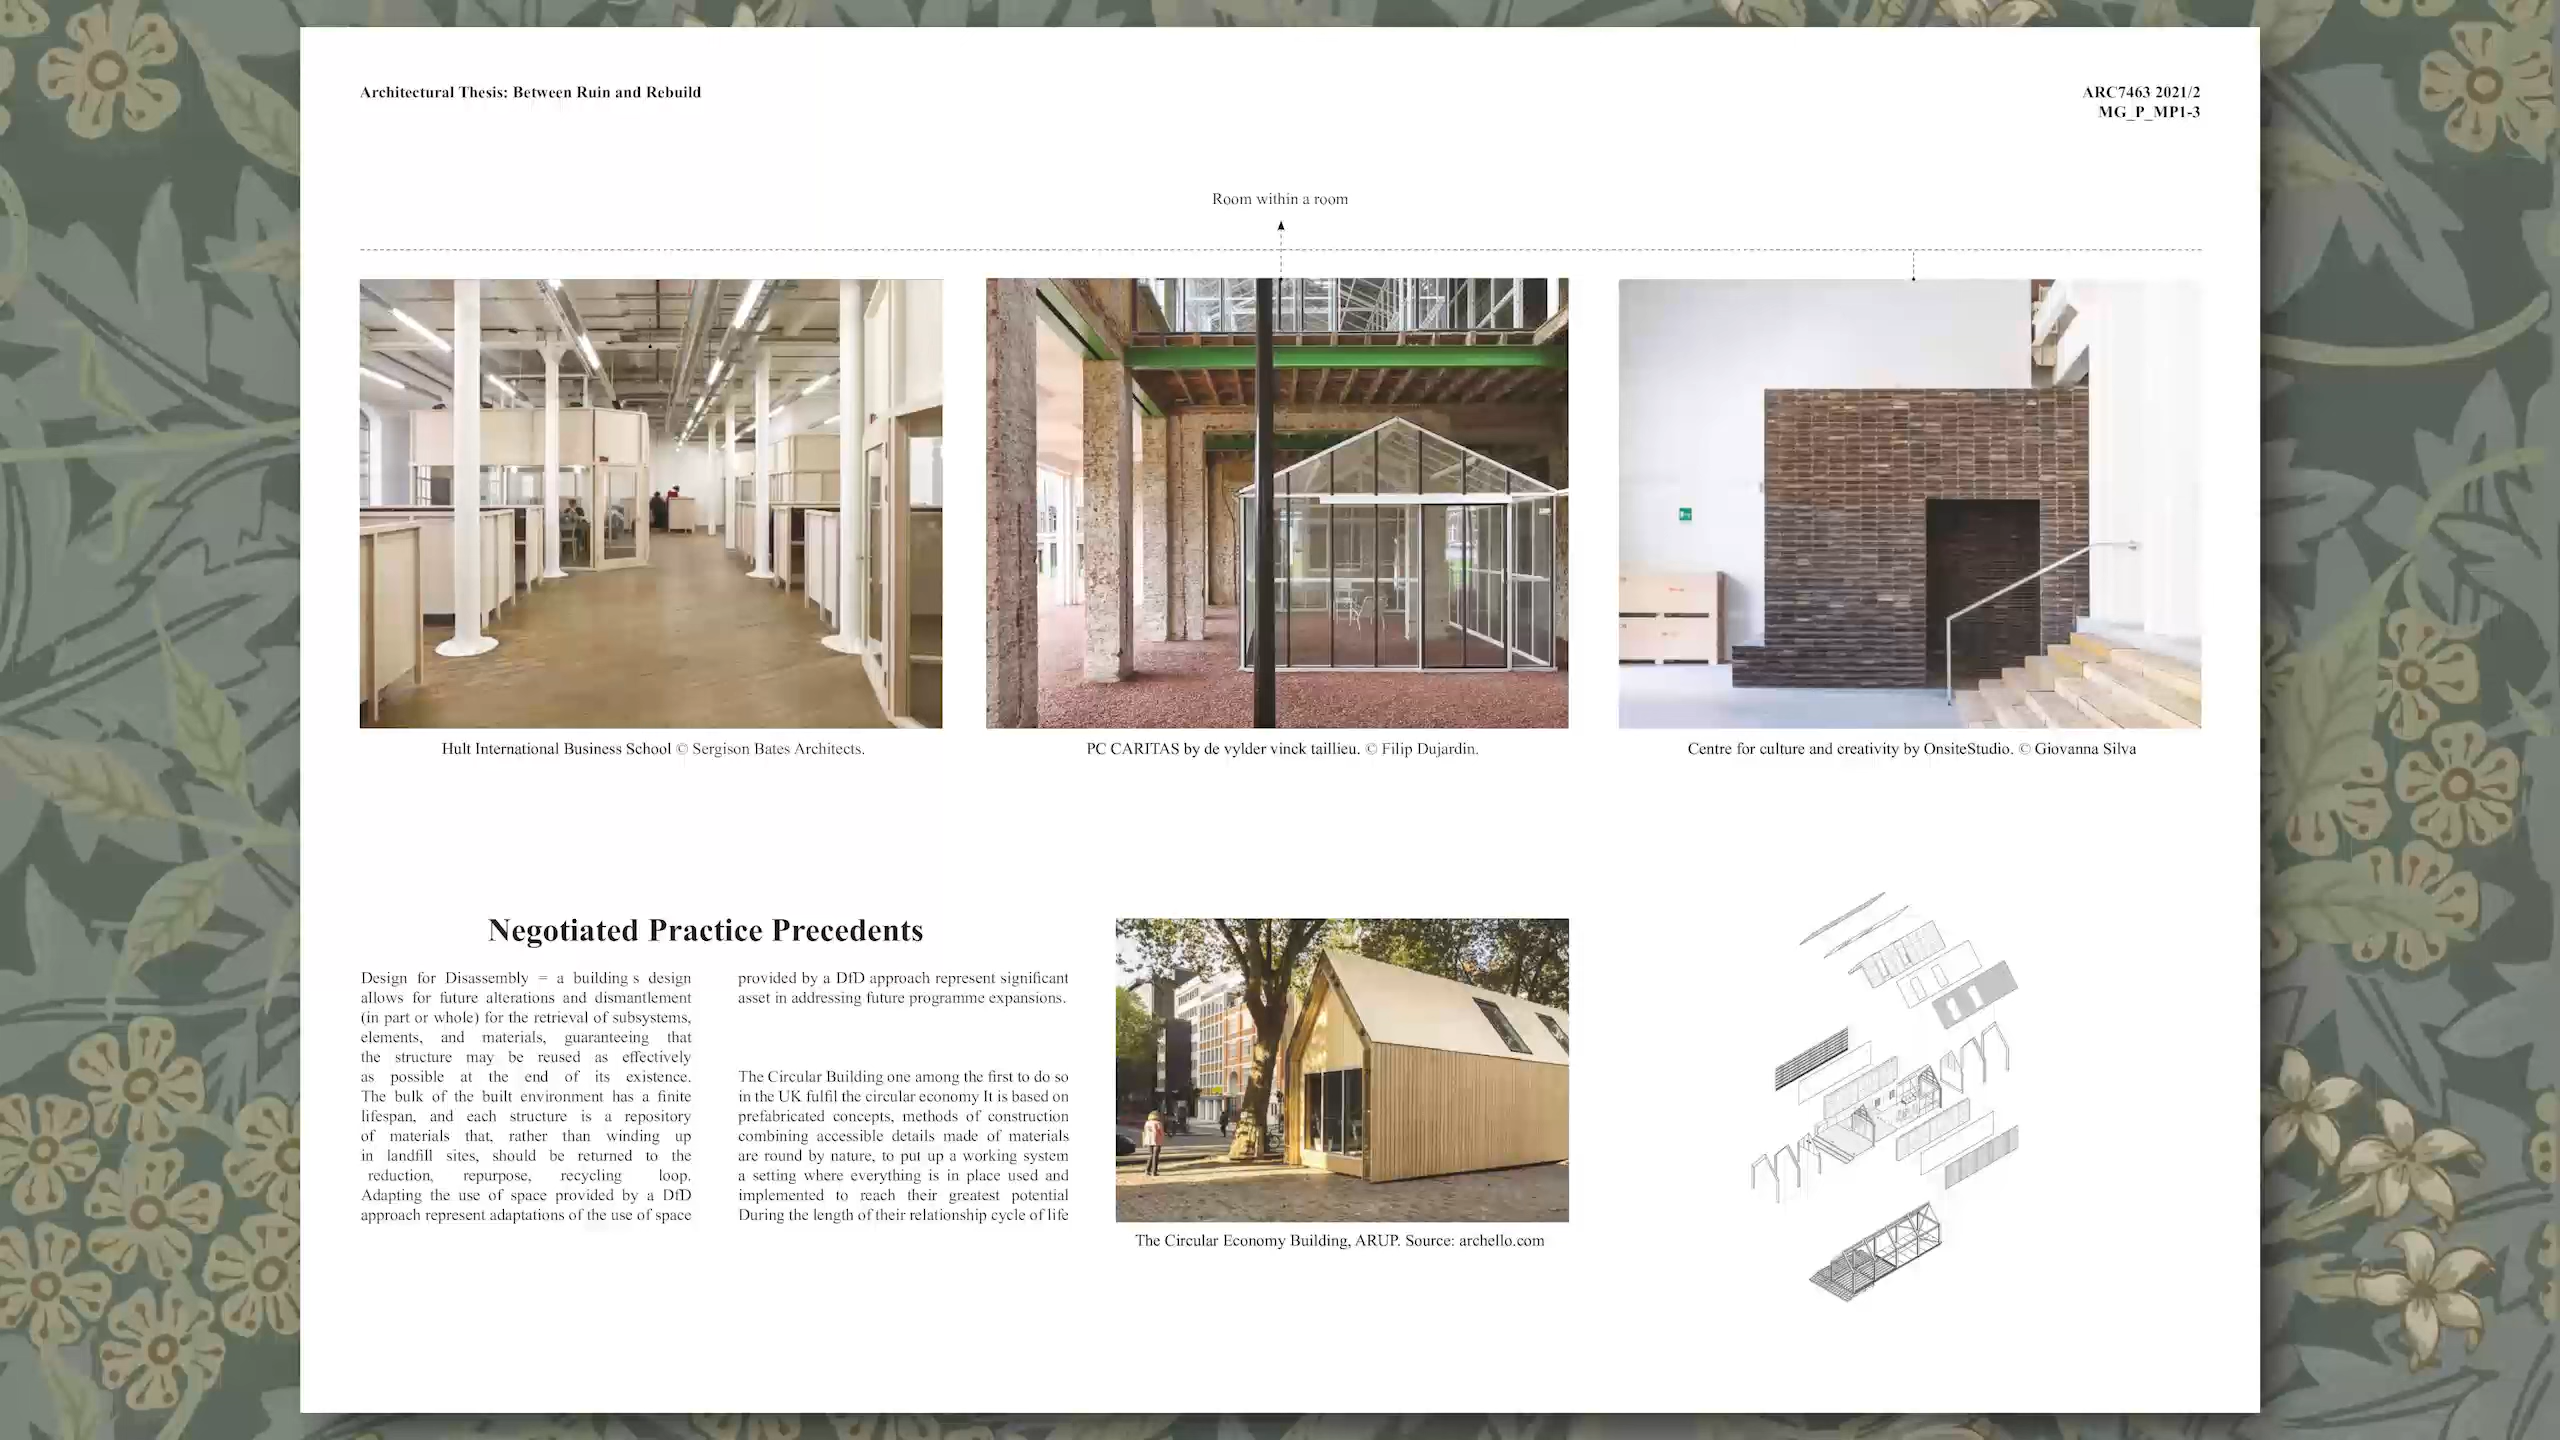 Architectural Thesis: Between Ruin and Rebuild
ARC7463 2021/2
MG_P_MP1-3
Room within a room
Hult International Business School © Sergison Bates Architects.
PC CARITAS by de vylder vinck taillieu. © Filip Dujardin.
Centre for culture and creativity by OnsiteStudio. © Giovanna Silva
Negotiated Practice Precedents
Design for Disassembly = a building s design
allows for future alterations and dismantlement
(in part or whole) for the retrieval of subsystems,
elements, and materials, guaranteeing that
the structure may be reused as effectively
as possible at the end of its existence.
The bulk of the built environment has a finite
lifespan, and each structure is a repository
of materials that, rather than winding up
in landfill sites, should be returned to the
reduction, repurpose, recycling loop.
Adapting the use of space provided by a DfD
approach represent adaptations of the use of space
provided by a DfD approach represent significant
asset in addressing future programme expansions.
The Circular Building one among the first to do so
in the UK fulfil the circular economy It is based on
prefabricated concepts, methods of construction
combining accessible details made of materials
are round by nature, to put up a working system
a setting where everything is in place used and
implemented to reach their greatest potential
During the length of their relationship cycle of life
The Circular Economy Building, ARUP. Source: archello.com